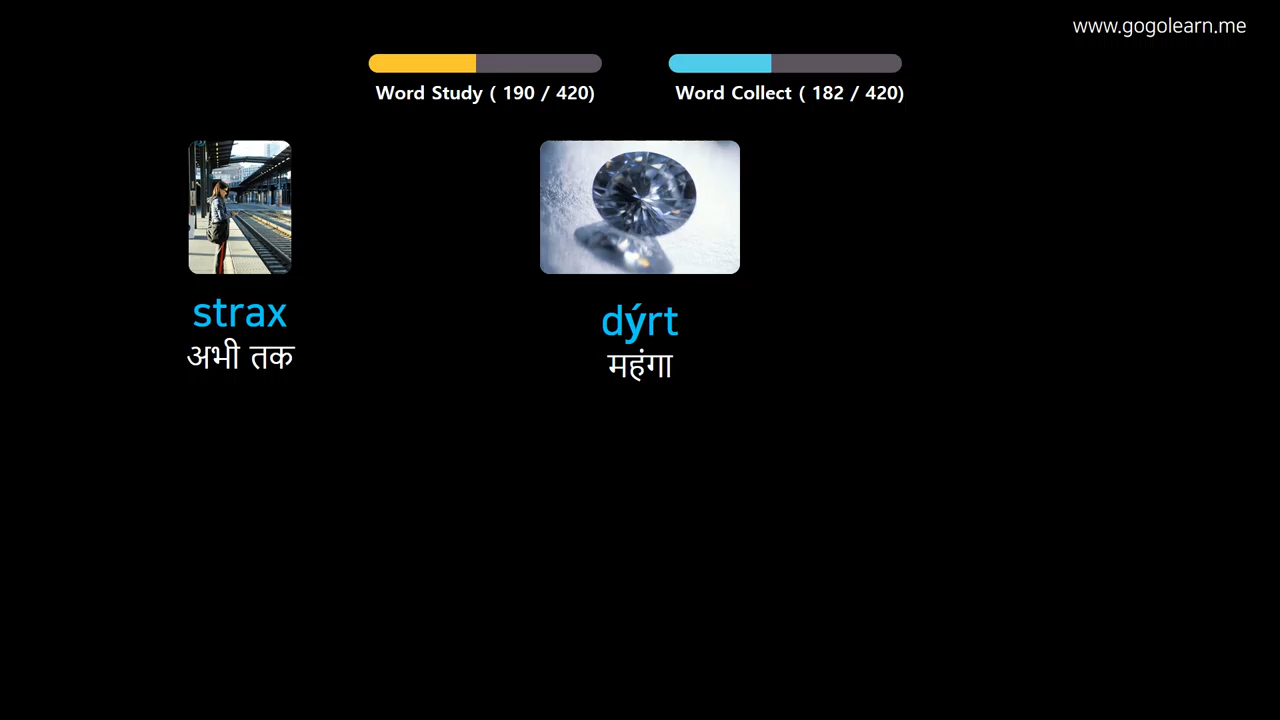 www.gogolearn.me
Word Study ( 190 / 420)
Word Collect ( 182 / 420)
strax
अभी तक
dýrt
महंगा